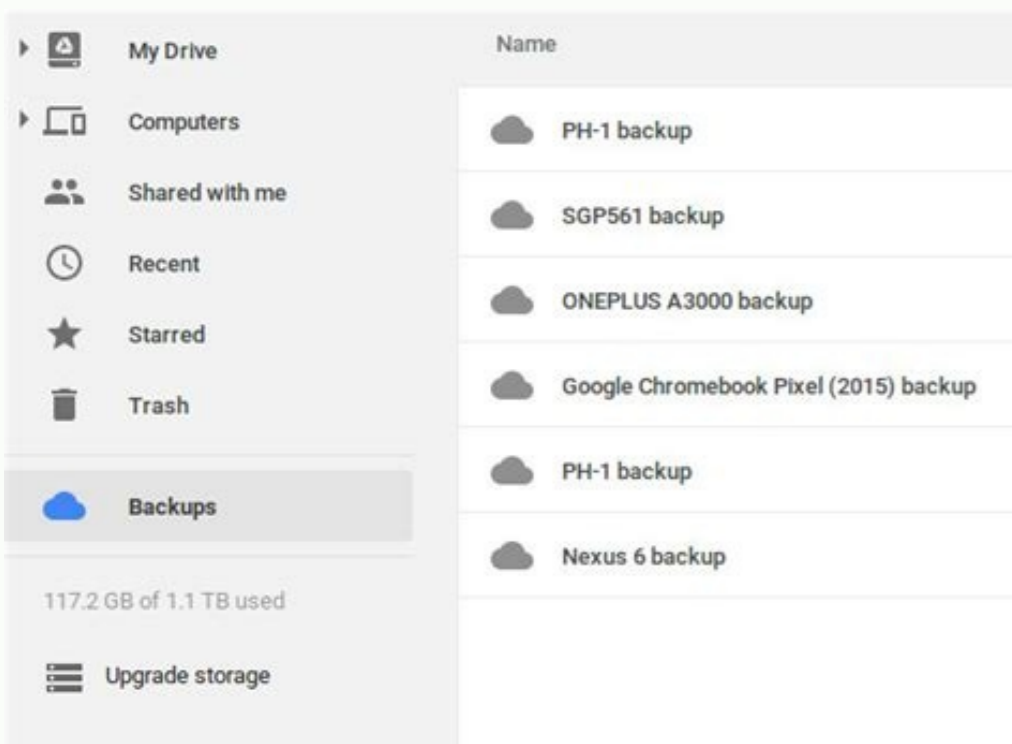 My Drive
Computers
Shared with me
Recent
Starred
Trash
Backups
117.2 GB of 1.1 TB used
Upgrade storage
Name
PH-1 backup
SGP561 backup
ONEPLUS A3000 backup
Google Chromebook Pixel (2015) backup
PH-1 backup
Nexus 6 backup